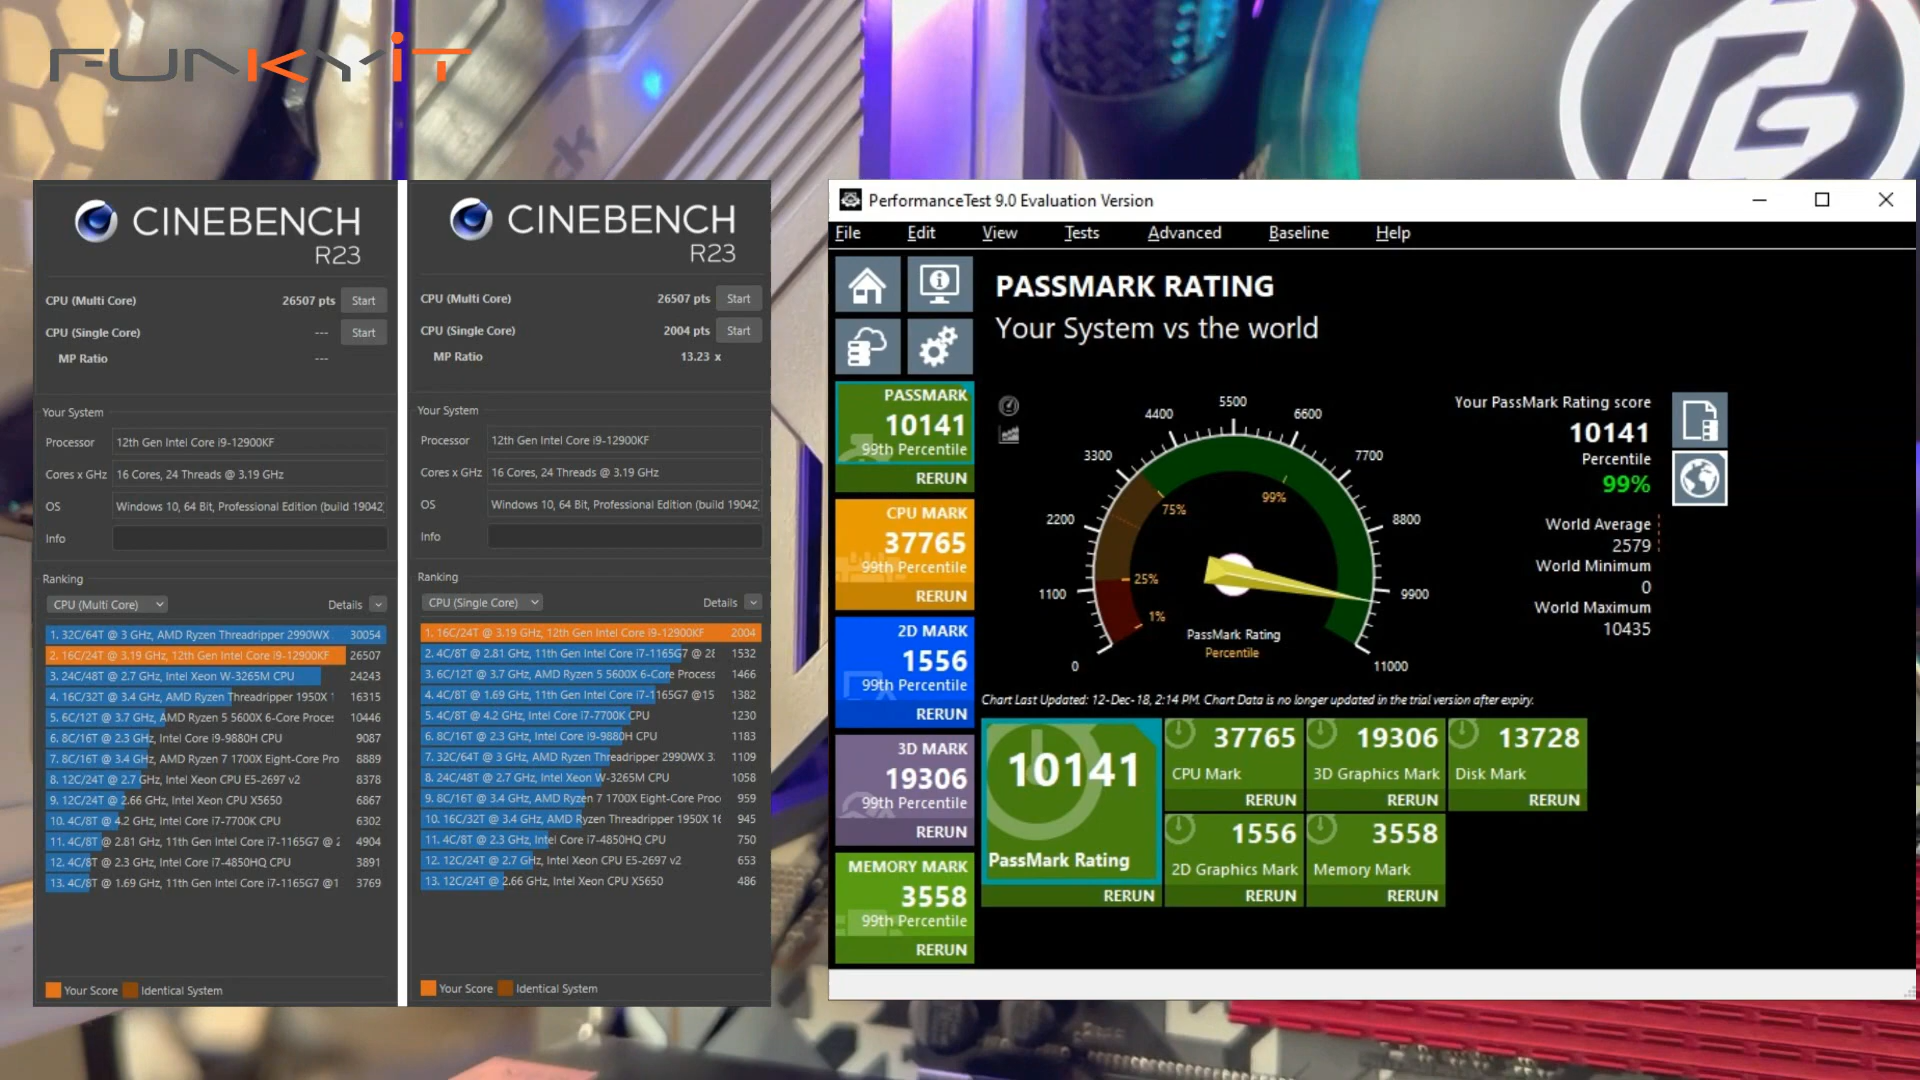 FUNKYiT
CINEBENCH
R23
CPU (Multi Core) 26507 pts Start
CPU (Single Core) --- Start
MP Ratio ---
Your System
Processor 12th Gen Intel Core i9-12900KF
Cores x GHz 16 Cores, 24 Threads @ 3.19 GHz
OS Windows 10, 64 Bit, Professional Edition (build 19042)
Info
Ranking
CPU (Multi Core) Details
1. 32C/64T @ 3 GHz, AMD Ryzen Threadripper 2990WX 30054
2. 16C/24T @ 3.19 GHz, 12th Gen Intel Core i9-12900KF 26507
3. 24C/48T @ 2.7 GHz, Intel Xeon W-3265M CPU 24243
4. 16C/32T @ 3.4 GHz, AMD Ryzen Threadripper 1950X 16315
5. 6C/12T @ 3.7 GHz, AMD Ryzen 5 5600X 6-Core Proces 10446
6. 8C/16T @ 2.3 GHz, Intel Core i9-9880H CPU 9087
7. 8C/16T @ 3.4 GHz, AMD Ryzen 7 1700X Eight-Core Pro 8889
8. 12C/24T @ 2.7 GHz, Intel Xeon CPU E5-2697 v2 8378
9. 12C/24T @ 2.66 GHz, Intel Xeon CPU X5650 6867
10. 4C/8T @ 4.2 GHz, Intel Core i7-7700K CPU 6302
11. 4C/8T @ 2.81 GHz, 11th Gen Intel Core i7-1165G7 @ 2 4904
12. 4C/8T @ 2.3 GHz, Intel Core i7-4850HQ CPU 3891
13. 4C/8T @ 1.69 GHz, 11th Gen Intel Core i7-1165G7 @1 3769
Your Score Identical System
CINEBENCH
R23
CPU (Multi Core) 26507 pts Start
CPU (Single Core) 2004 pts Start
MP Ratio 13.23 x
Your System
Processor 12th Gen Intel Core i9-12900KF
Cores x GHz 16 Cores, 24 Threads @ 3.19 GHz
OS Windows 10, 64 Bit, Professional Edition (build 19042)
Info
Ranking
CPU (Single Core) Details
1. 16C/24T @ 3.19 GHz, 12th Gen Intel Core i9-12900KF 2004
2. 4C/8T @ 2.81 GHz, 11th Gen Intel Core i7-1165G7 @ 28 1532
3. 6C/12T @ 3.7 GHz, AMD Ryzen 5 5600X 6-Core Process 1466
4. 4C/8T @ 1.69 GHz, 11th Gen Intel Core i7-1165G7 @15 1382
5. 4C/8T @ 4.2 GHz, Intel Core i7-7700K CPU 1230
6. 8C/16T @ 2.3 GHz, Intel Core i9-9880H CPU 1183
7. 32C/64T @ 3 GHz, AMD Ryzen Threadripper 2990WX 3 1109
8. 24C/48T @ 2.7 GHz, Intel Xeon W-3265M CPU 1058
9. 8C/16T @ 3.4 GHz, AMD Ryzen 7 1700X Eight-Core Proc 959
10. 16C/32T @ 3.4 GHz, AMD Ryzen Threadripper 1950X 16 945
11. 4C/8T @ 2.3 GHz, Intel Core i7-4850HQ CPU 750
12. 12C/24T @ 2.7 GHz, Intel Xeon CPU E5-2697 v2 653
13. 12C/24T @ 2.66 GHz, Intel Xeon CPU X5650 486
Your Score Identical System
PerformanceTest 9.0 Evaluation Version
File Edit View Tests Advanced Baseline Help
PASSMARK
10141
99th Percentile
RERUN
CPU MARK
37765
99th Percentile
RERUN
2D MARK
1556
99th Percentile
RERUN
3D MARK
19306
99th Percentile
RERUN
MEMORY MARK
3558
99th Percentile
RERUN
PASSMARK RATING
Your System vs the world
0
1100
2200
3300
4400
5500
6600
7700
8800
9900
11000
1%
25%
75%
99%
PassMark Rating
Percentile
Your PassMark Rating score
10141
Percentile
99%
World Average
2579
World Minimum
0
World Maximum
10435
Chart Last Updated: 12-Dec-18, 2:14 PM. Chart Data is no longer updated in the trial version after expiry.
10141
PassMark Rating
RERUN
37765
CPU Mark
RERUN
19306
3D Graphics Mark
RERUN
13728
Disk Mark
RERUN
1556
2D Graphics Mark
RERUN
3558
Memory Mark
RERUN